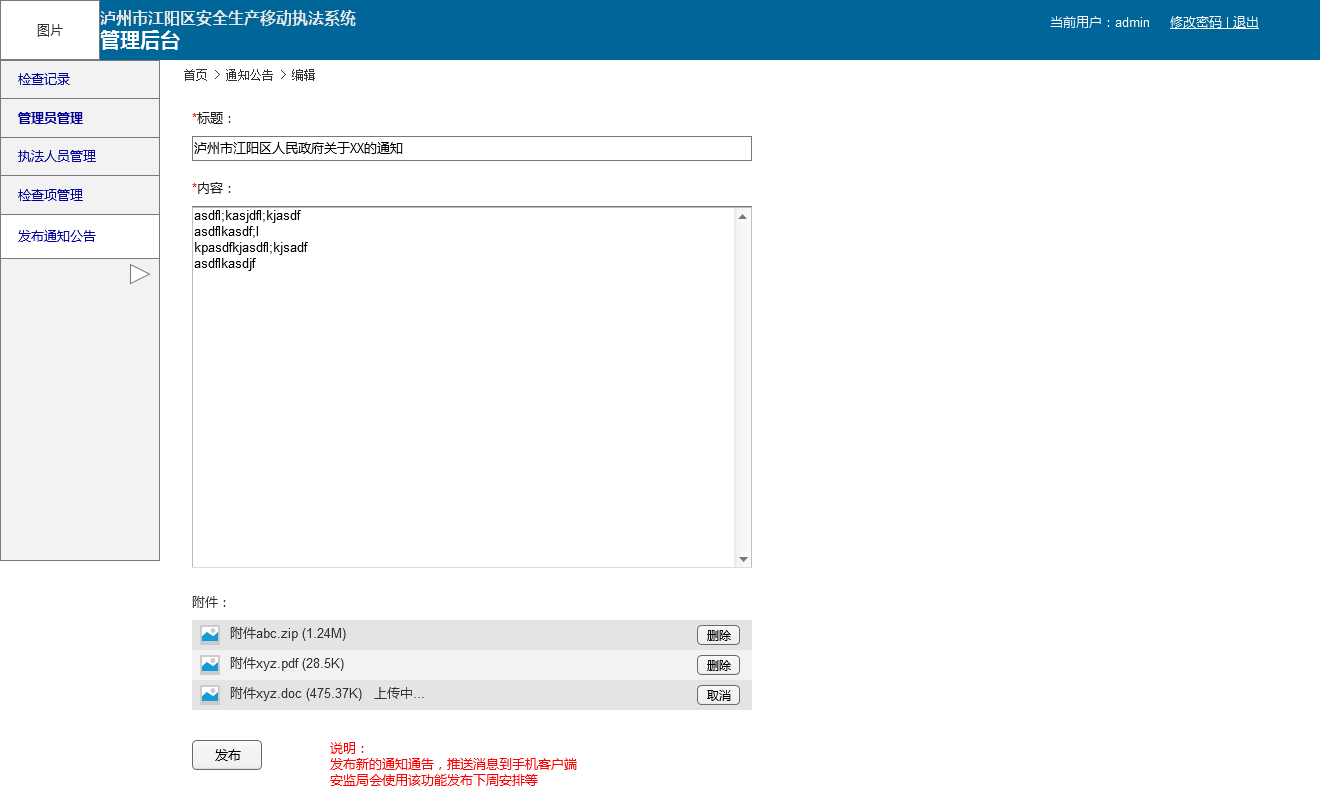 图片
泸州市江阳区安全生产移动执法系统
管理后台
当前用户：admin
修改密码 | 退出
检查记录
管理员管理
执法人员管理
检查项管理
发布通知公告
首页 > 通知公告 > 编辑
*标题：
泸州市江阳区人民政府关于XX的通知
*内容：
asdfl;kasjdfl;kjasdf
asdflkasdf;l
kpasdfkjasdfl;kjsadf
asdflkasdjf
附件：
附件abc.zip (1.24M) 删除
附件xyz.pdf (28.5K) 删除
附件xyz.doc (475.37K) 上传中... 取消
发布
说明：
发布新的通知通告，推送消息到手机客户端
安监局会使用该功能发布下周安排等